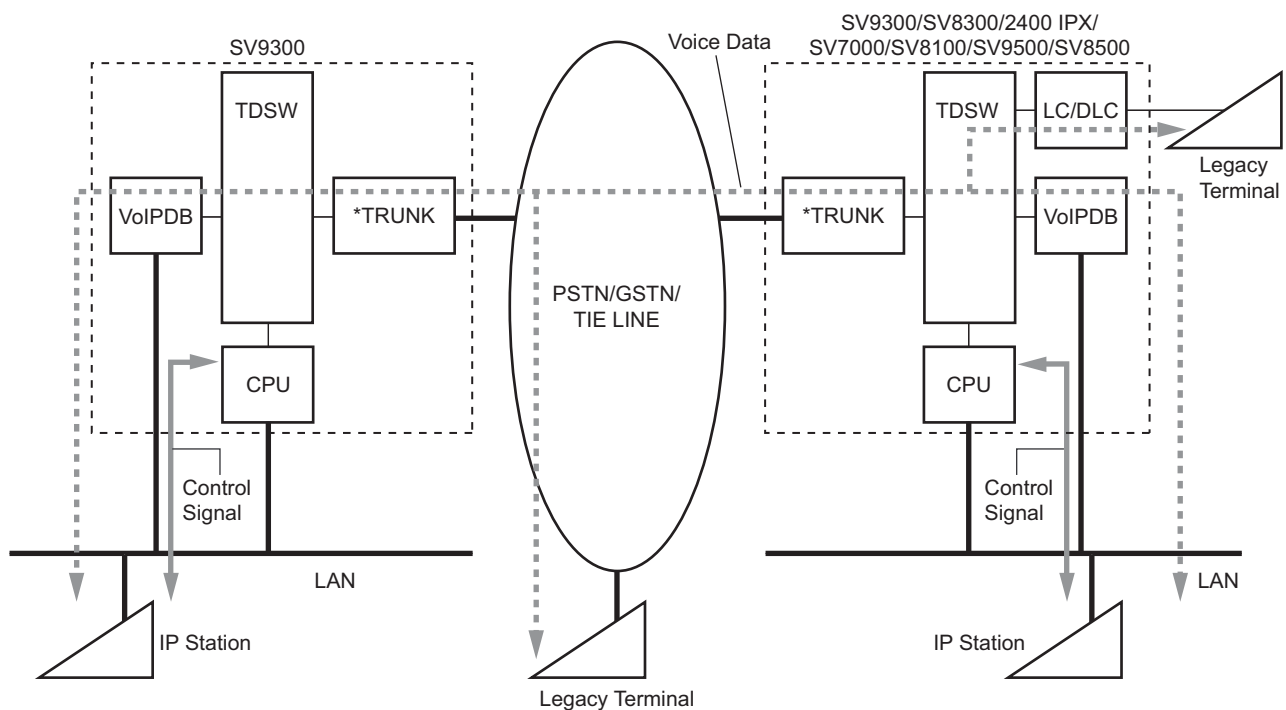 SV9300
Voice Data
SV9300/SV8300/2400 IPX/
SV7000/SV8100/SV9500/SV8500
TDSW
TDSW
LC/DLC
Legacy
Terminal
VoIPDB
*TRUNK
*TRUNK
VoIPDB
PSTN/GSTN/
TIE LINE
CPU
CPU
Control
Signal
Control
Signal
LAN
LAN
IP Station
IP Station
Legacy Terminal